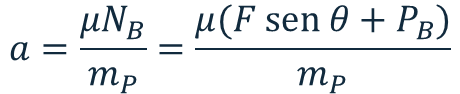 a = μN_B / m_P = μ(F sen θ + P_B) / m_P